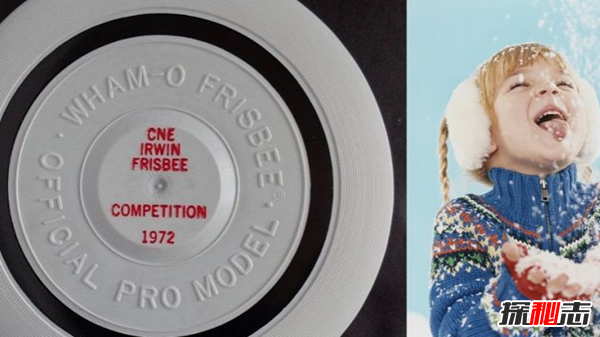 · WHAM-O FRISBEE ®
· OFFICIAL PRO MODEL ·
CNE
IRWIN
FRISBEE
COMPETITION
1972
探秘志